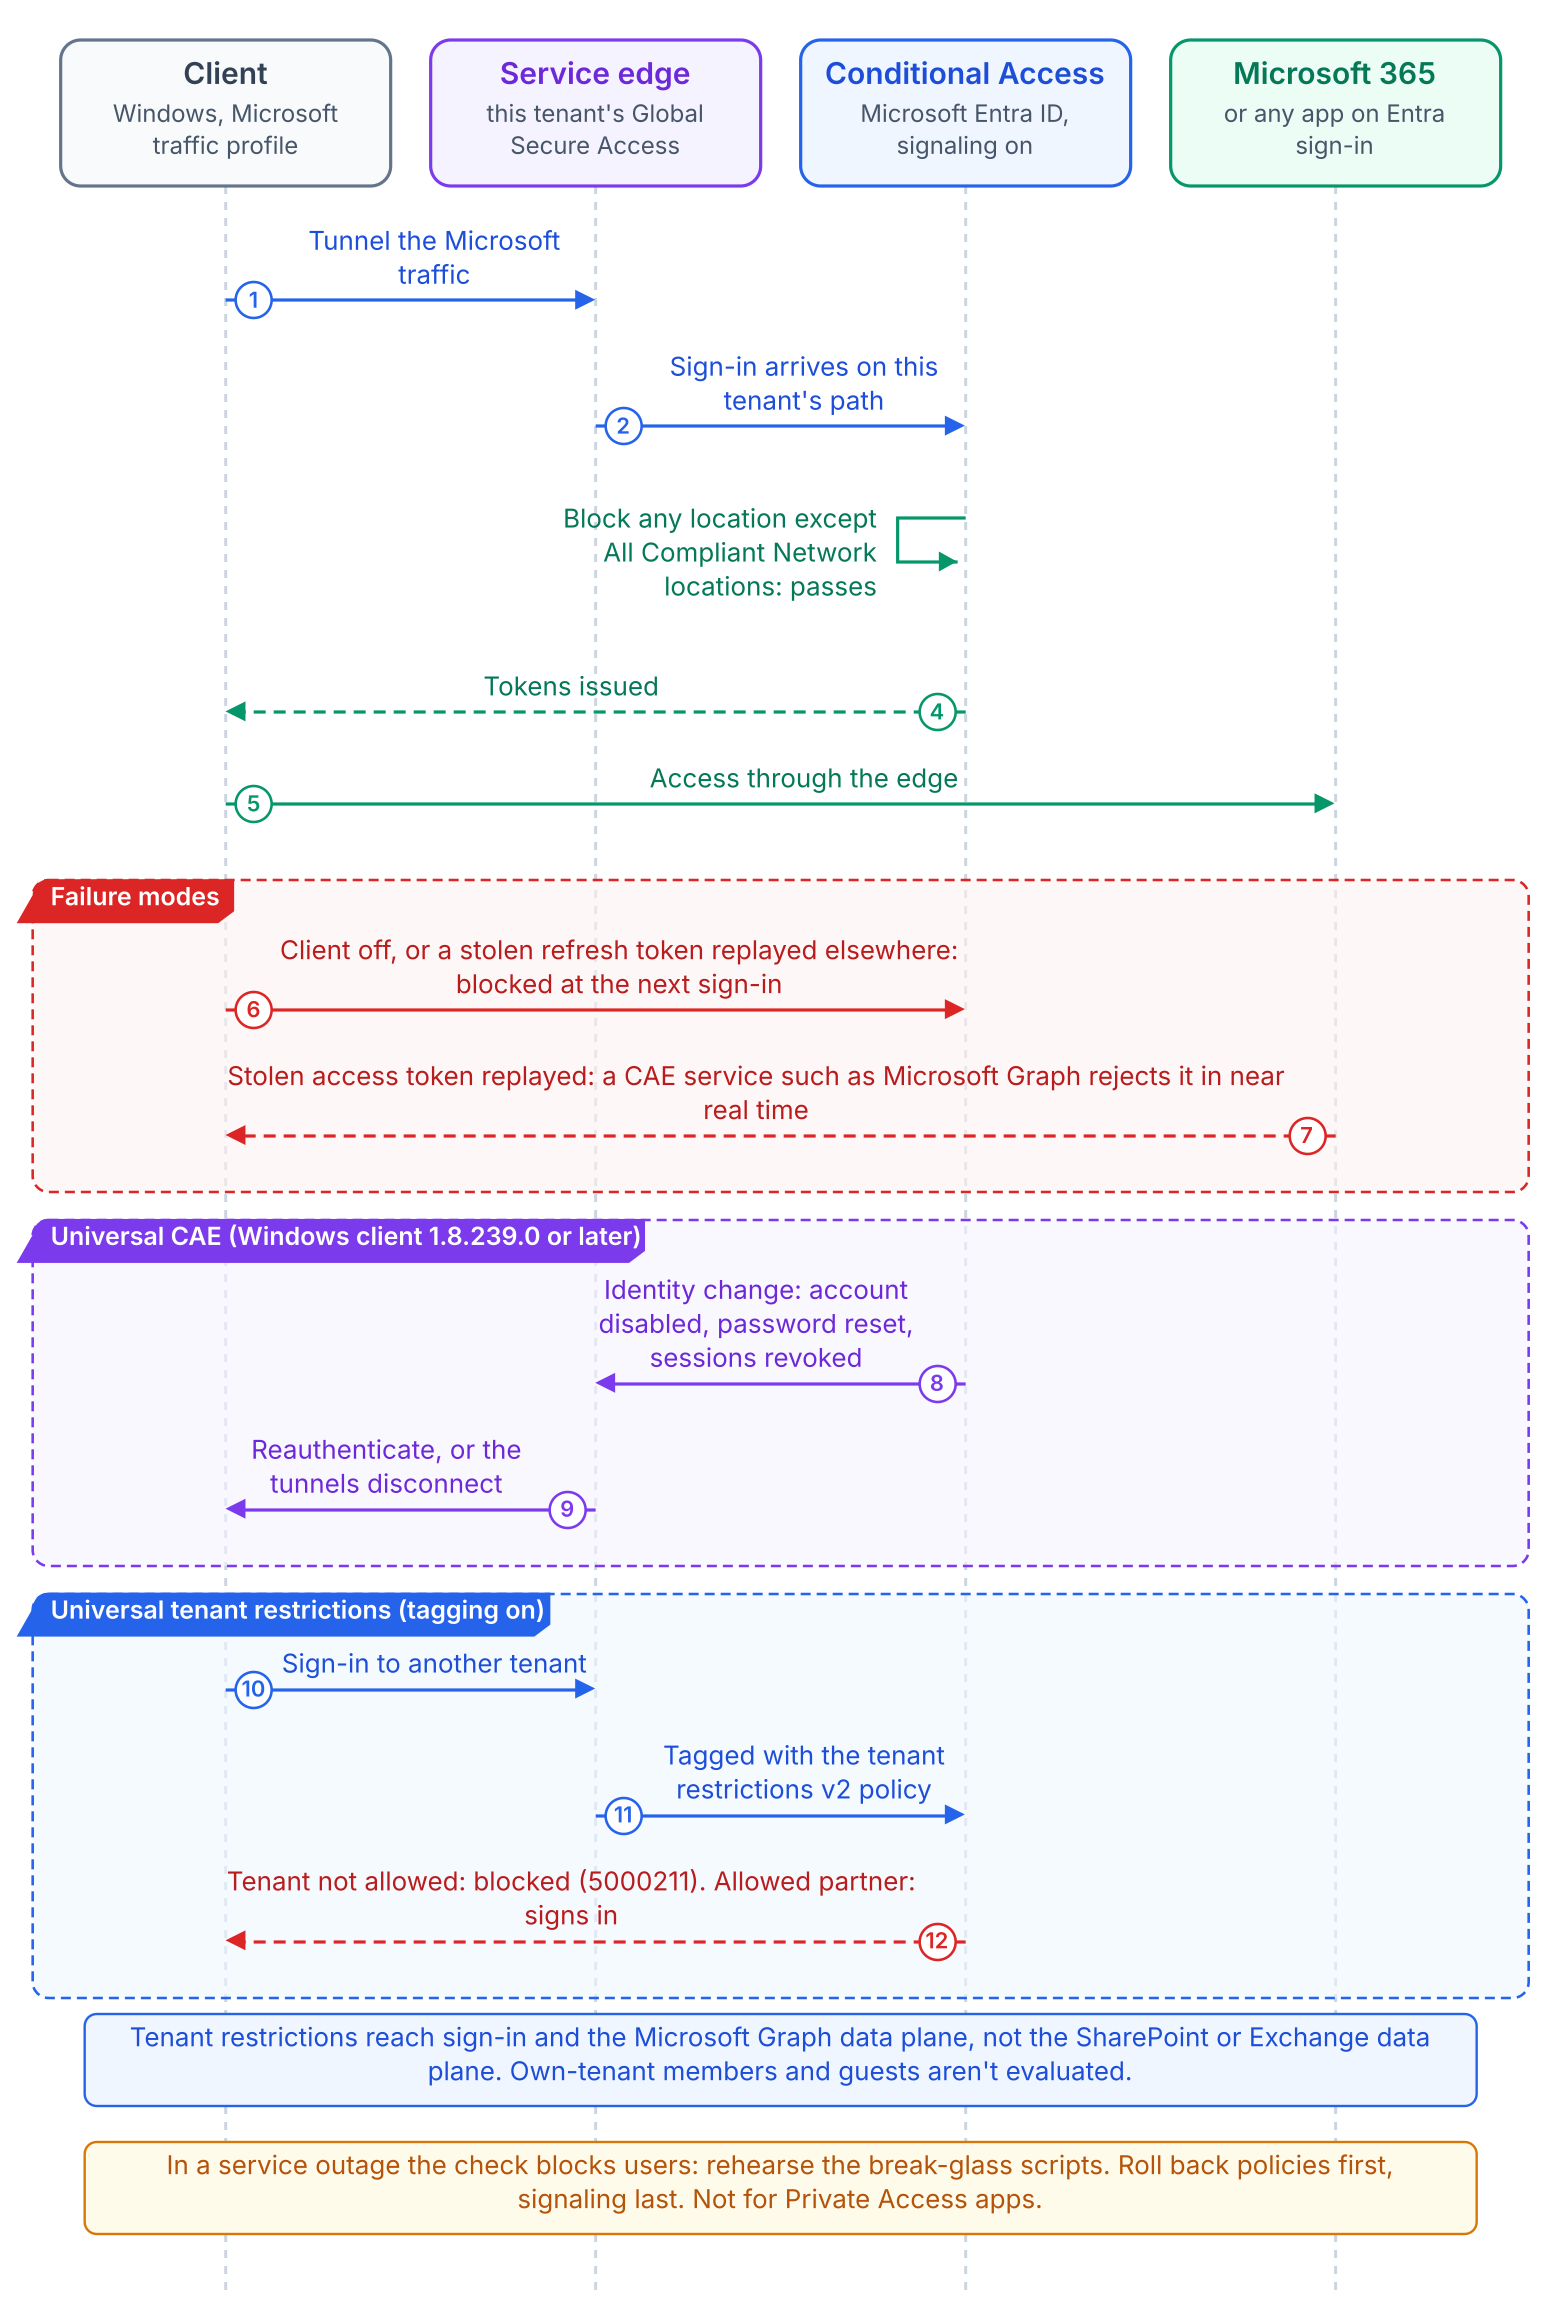 Client
Windows, Microsoft
traffic profile
Service edge
this tenant's Global
Secure Access
Conditional Access
Microsoft Entra ID,
signaling on
Microsoft 365
or any app on Entra
sign-in
Tunnel the Microsoft
traffic
1
Sign-in arrives on this
tenant's path
2
Block any location except
All Compliant Network
locations: passes
Tokens issued
4
Access through the edge
5
Failure modes
Client off, or a stolen refresh token replayed elsewhere:
blocked at the next sign-in
6
Stolen access token replayed: a CAE service such as Microsoft Graph rejects it in near
real time
7
Universal CAE (Windows client 1.8.239.0 or later)
Identity change: account
disabled, password reset,
sessions revoked
8
Reauthenticate, or the
tunnels disconnect
9
Universal tenant restrictions (tagging on)
Sign-in to another tenant
10
Tagged with the tenant
restrictions v2 policy
11
Tenant not allowed: blocked (5000211). Allowed partner:
signs in
12
Tenant restrictions reach sign-in and the Microsoft Graph data plane, not the SharePoint or Exchange data
plane. Own-tenant members and guests aren't evaluated.
In a service outage the check blocks users: rehearse the break-glass scripts. Roll back policies first,
signaling last. Not for Private Access apps.